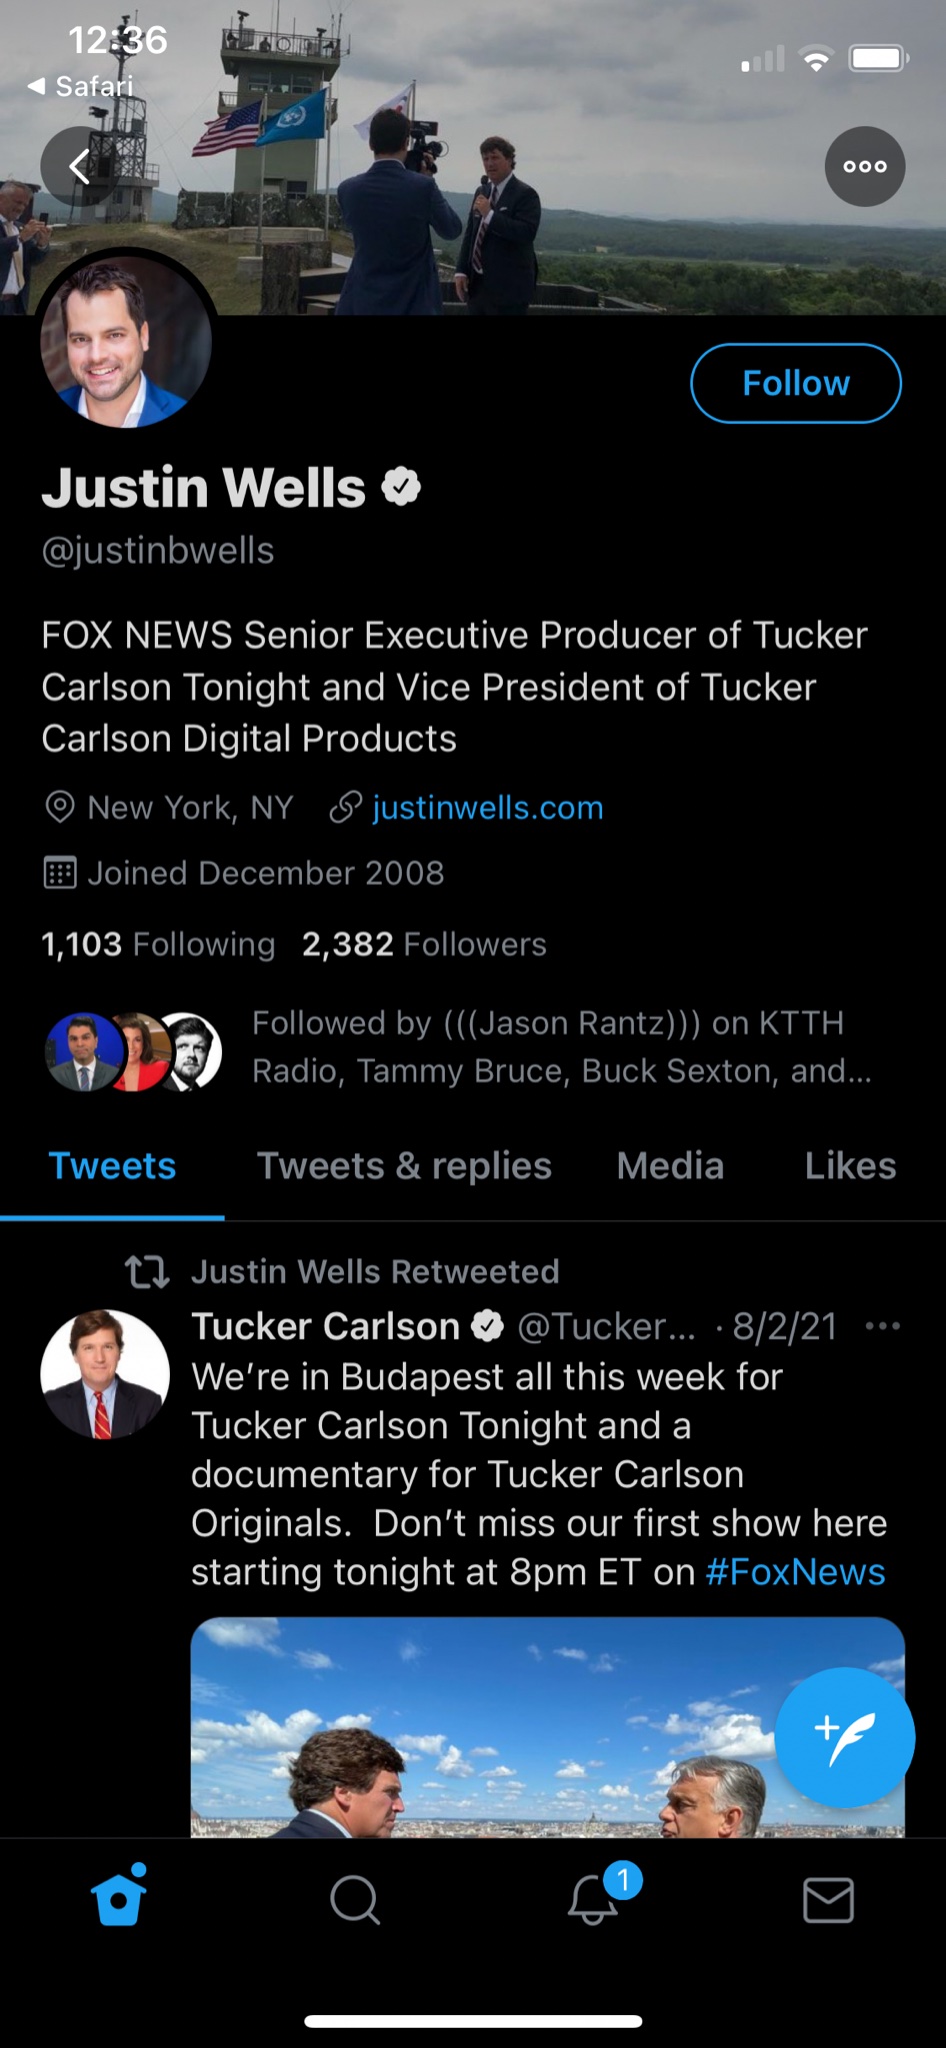 12:36
Safari
Follow
Justin Wells
@justinbwells
FOX NEWS Senior Executive Producer of Tucker
Carlson Tonight and Vice President of Tucker
Carlson Digital Products
New York, NY justinwells.com
Joined December 2008
1,103 Following 2,382 Followers
Followed by (((Jason Rantz))) on KTTH
Radio, Tammy Bruce, Buck Sexton, and...
Tweets Tweets & replies Media Likes
Justin Wells Retweeted
Tucker Carlson @Tucker... · 8/2/21
We’re in Budapest all this week for
Tucker Carlson Tonight and a
documentary for Tucker Carlson
Originals.  Don’t miss our first show here
starting tonight at 8pm ET on #FoxNews
1